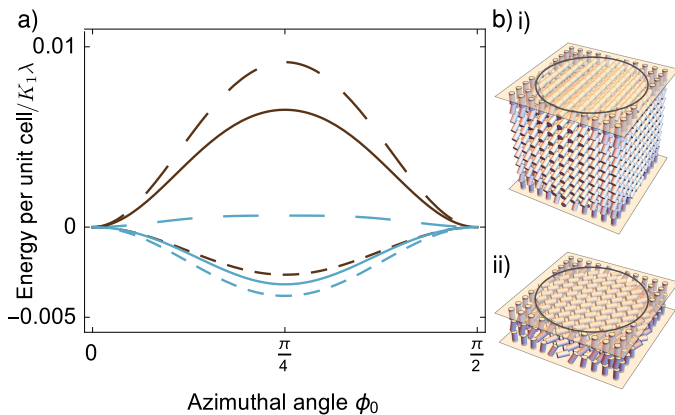 a)
b) i)
0.01
Energy per unit cell/K₁λ
0
−0.005
0
π/4
π/2
Azimuthal angle ϕ₀
ii)